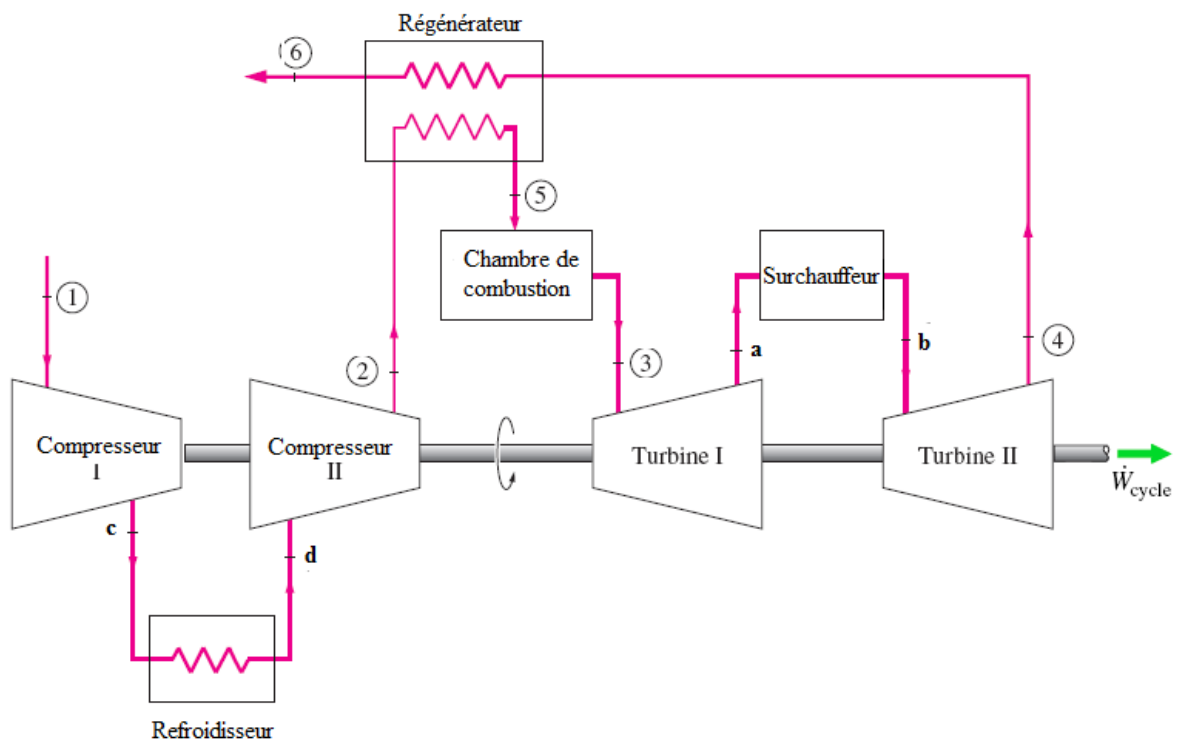 Régénérateur
6
5
Chambre de
combustion
Surchauffeur
1
2
3
a
b
4
Compresseur
I
Compresseur
II
Turbine I
Turbine II
Ẇcycle
c
d
Refroidisseur